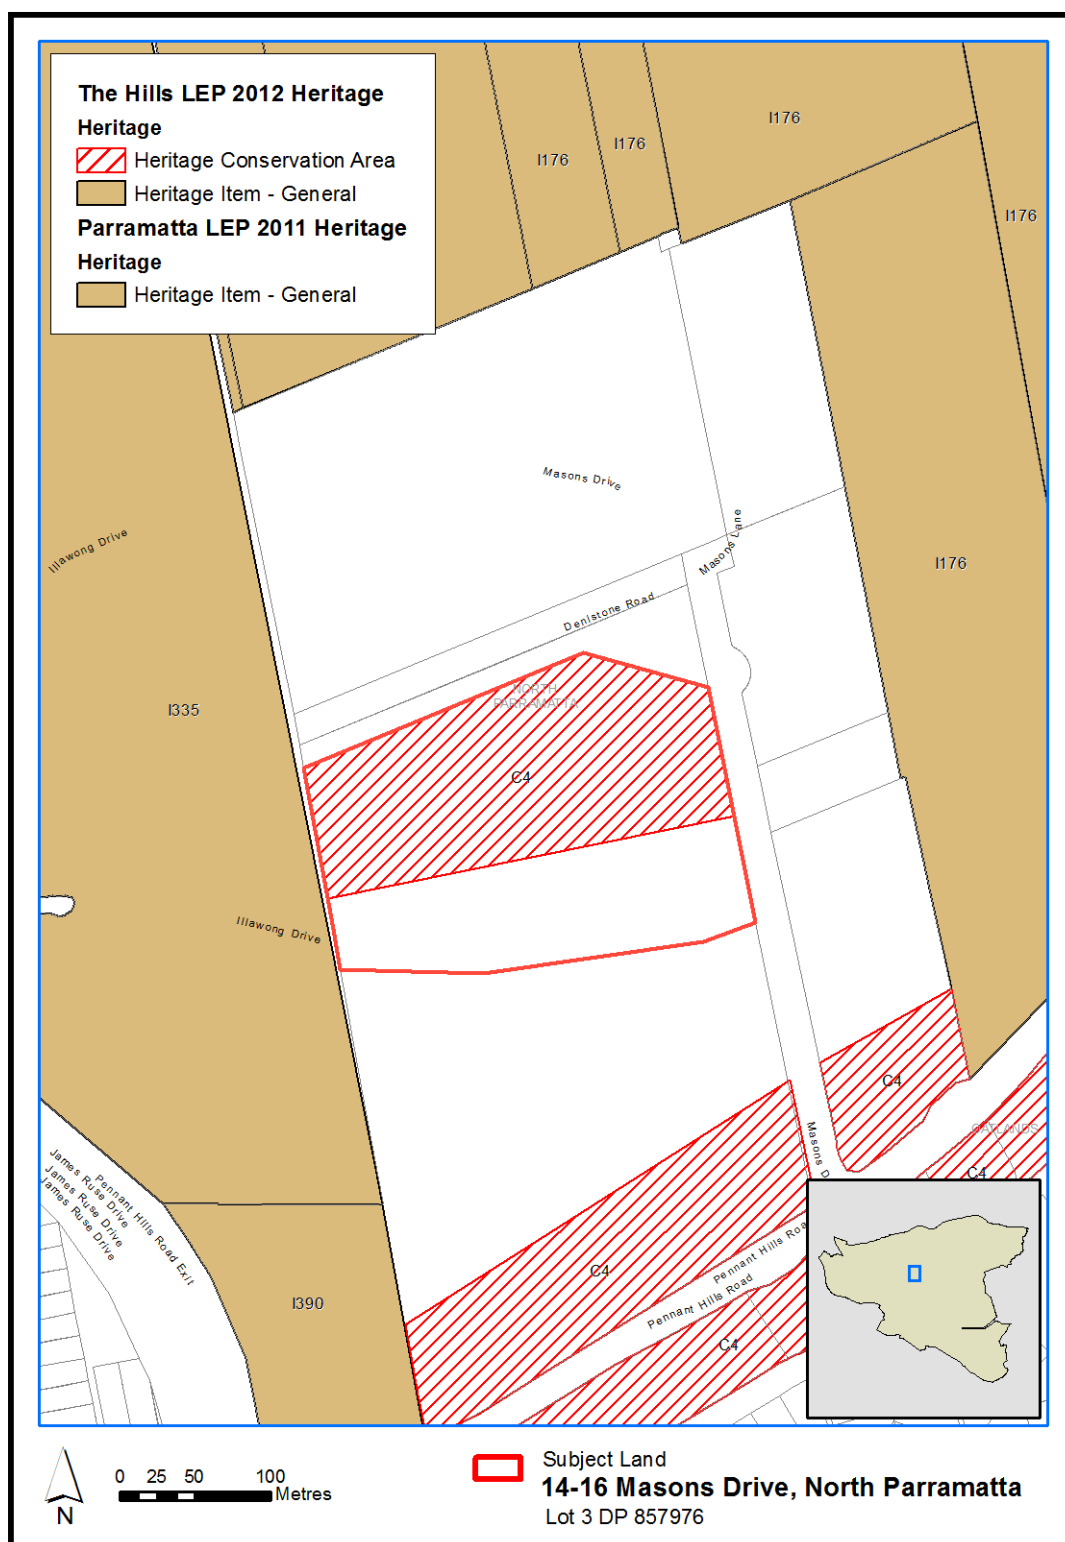 The Hills LEP 2012 Heritage
Heritage
Heritage Conservation Area
Heritage Item - General
Parramatta LEP 2011 Heritage
Heritage
Heritage Item - General
I176
I176
I176
I176
Masons Drive
Masons Lane
Illawong Drive
I176
Denistone Road
NORTH
PARRAMATTA
I335
C4
Illawong Drive
C4
OATLANDS
Masons D
C4
James Ruse Drive
James Ruse Drive
James Ruse Drive
Pennant Hills Road Exit
Pennant Hills Roa
C4
Pennant Hills Road
I390
C4
0 25 50 100
Metres
N
Subject Land
14-16 Masons Drive, North Parramatta
Lot 3 DP 857976